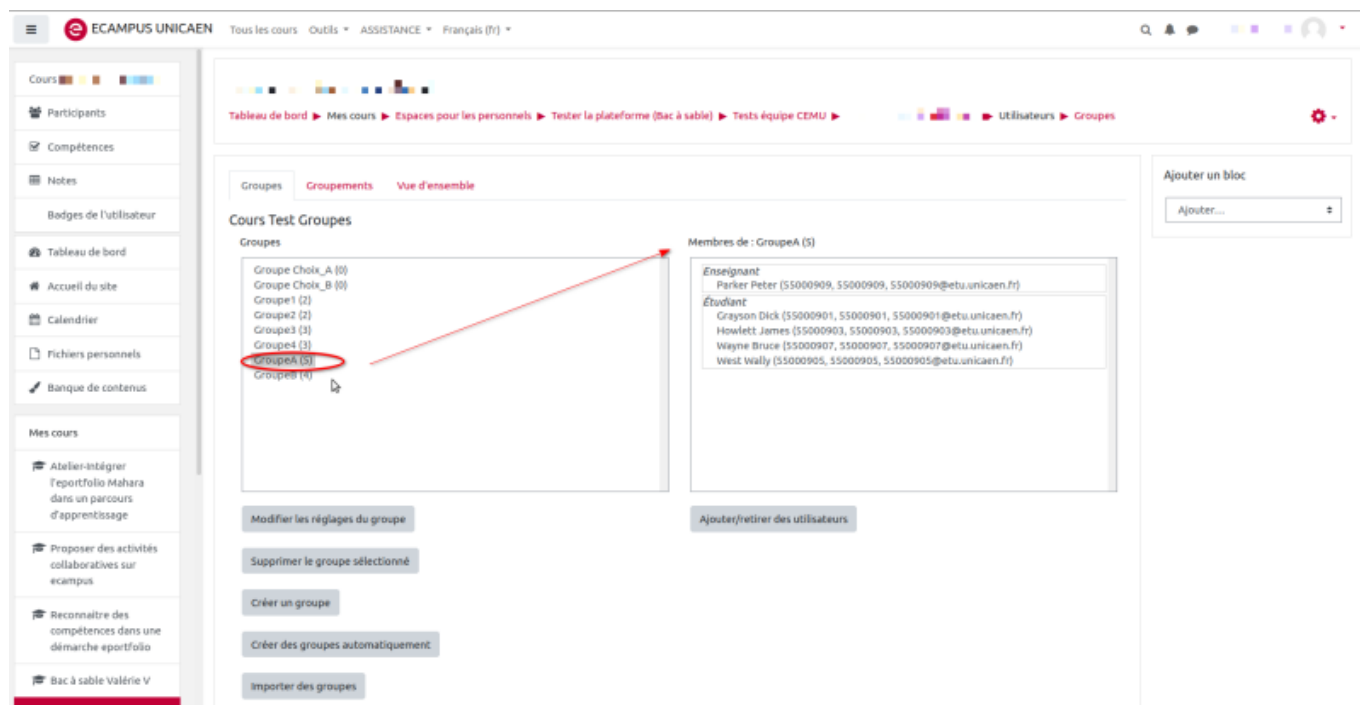 ECAMPUS UNICAEN Tous les cours Outils ASSISTANCE Français (fr)
Cours
Participants
Compétences
Notes
Badges de l'utilisateur
Tableau de bord
Accueil du site
Calendrier
Fichiers personnels
Banque de contenus
Mes cours
Atelier-Intégrer
l'eportfolio Mahara
dans un parcours
d'apprentissage
Proposer des activités
collaboratives sur
ecampus
Reconnaitre des
compétences dans une
démarche eportfolio
Bac à sable Valérie V
Tableau de bord ► Mes cours ► Espaces pour les personnels ► Tester la plateforme (Bac à sable) ► Tests équipe CEMU ► ► Utilisateurs ► Groupes
Groupes Groupements Vue d'ensemble
Cours Test Groupes
Groupes
Groupe Choix_A (0)
Groupe Choix_B (0)
Groupe1 (2)
Groupe2 (2)
Groupe3 (3)
Groupe4 (3)
GroupeA (5)
GroupeB (4)
Modifier les réglages du groupe
Supprimer le groupe sélectionné
Créer un groupe
Créer des groupes automatiquement
Importer des groupes
Membres de : GroupeA (5)
Enseignant
Parker Peter (55000909, 55000909, 55000909@etu.unicaen.fr)
Étudiant
Grayson Dick (55000901, 55000901, 55000901@etu.unicaen.fr)
Howlett James (55000903, 55000903, 55000903@etu.unicaen.fr)
Wayne Bruce (55000907, 55000907, 55000907@etu.unicaen.fr)
West Wally (55000905, 55000905, 55000905@etu.unicaen.fr)
Ajouter/retirer des utilisateurs
Ajouter un bloc
Ajouter...